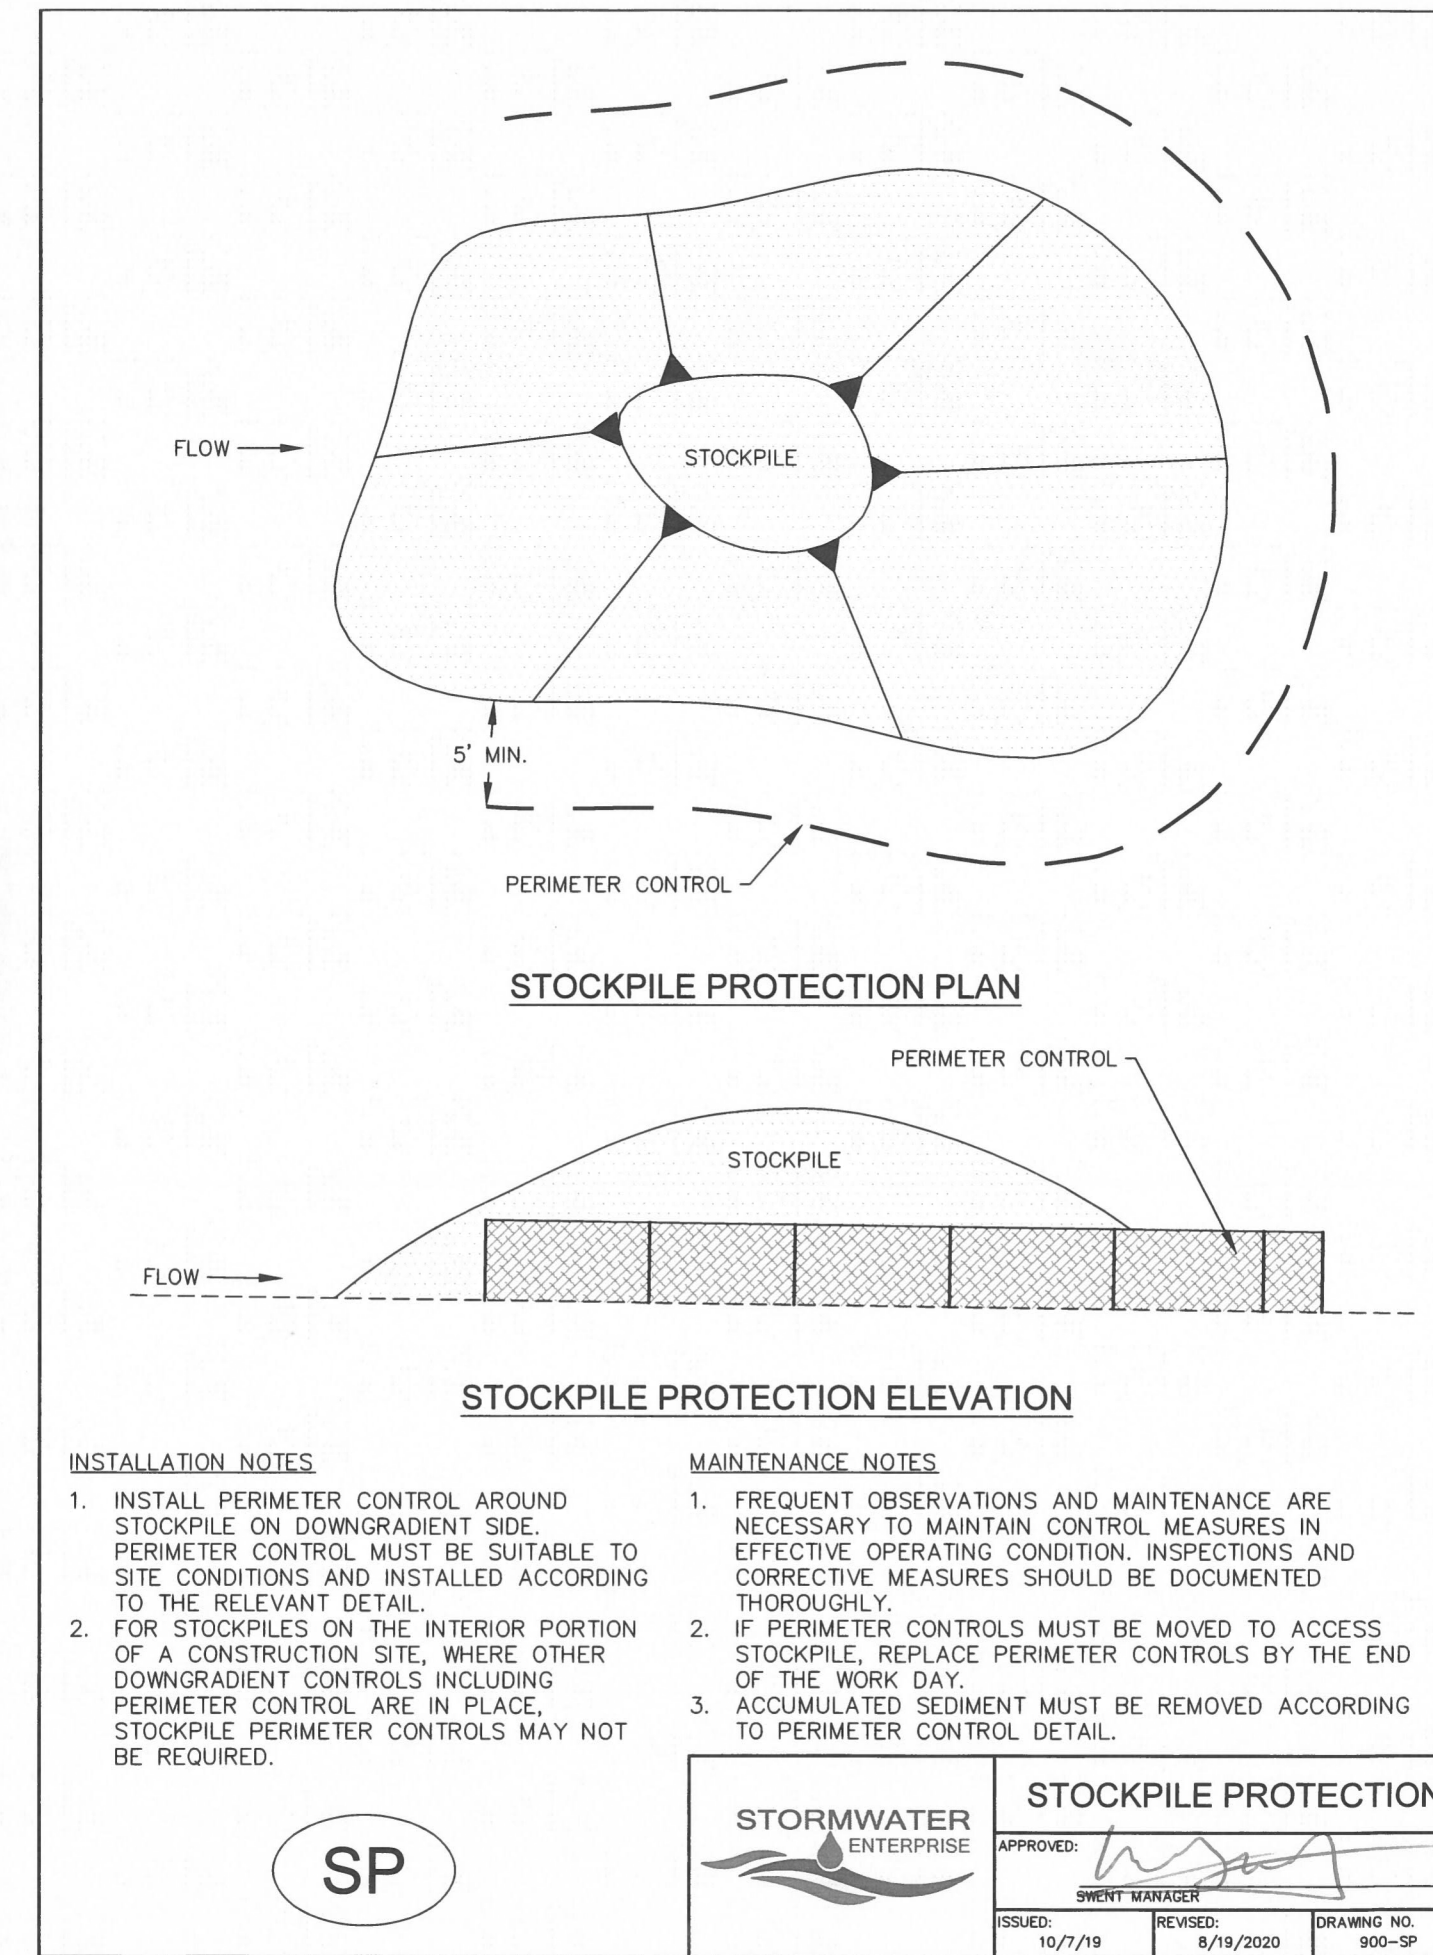 FLOW
STOCKPILE
5' MIN.
PERIMETER CONTROL
STOCKPILE PROTECTION PLAN
PERIMETER CONTROL
STOCKPILE
FLOW
STOCKPILE PROTECTION ELEVATION
INSTALLATION NOTES
1. INSTALL PERIMETER CONTROL AROUND
STOCKPILE ON DOWNGRADIENT SIDE.
PERIMETER CONTROL MUST BE SUITABLE TO
SITE CONDITIONS AND INSTALLED ACCORDING
TO THE RELEVANT DETAIL.
2. FOR STOCKPILES ON THE INTERIOR PORTION
OF A CONSTRUCTION SITE, WHERE OTHER
DOWNGRADIENT CONTROLS INCLUDING
PERIMETER CONTROL ARE IN PLACE,
STOCKPILE PERIMETER CONTROLS MAY NOT
BE REQUIRED.
MAINTENANCE NOTES
1. FREQUENT OBSERVATIONS AND MAINTENANCE ARE
NECESSARY TO MAINTAIN CONTROL MEASURES IN
EFFECTIVE OPERATING CONDITION. INSPECTIONS AND
CORRECTIVE MEASURES SHOULD BE DOCUMENTED
THOROUGHLY.
2. IF PERIMETER CONTROLS MUST BE MOVED TO ACCESS
STOCKPILE, REPLACE PERIMETER CONTROLS BY THE END
OF THE WORK DAY.
3. ACCUMULATED SEDIMENT MUST BE REMOVED ACCORDING
TO PERIMETER CONTROL DETAIL.
SP
STORMWATER
ENTERPRISE
STOCKPILE PROTECTION
APPROVED:
SWENT MANAGER
ISSUED:
10/7/19
REVISED:
8/19/2020
DRAWING NO.
900-SP